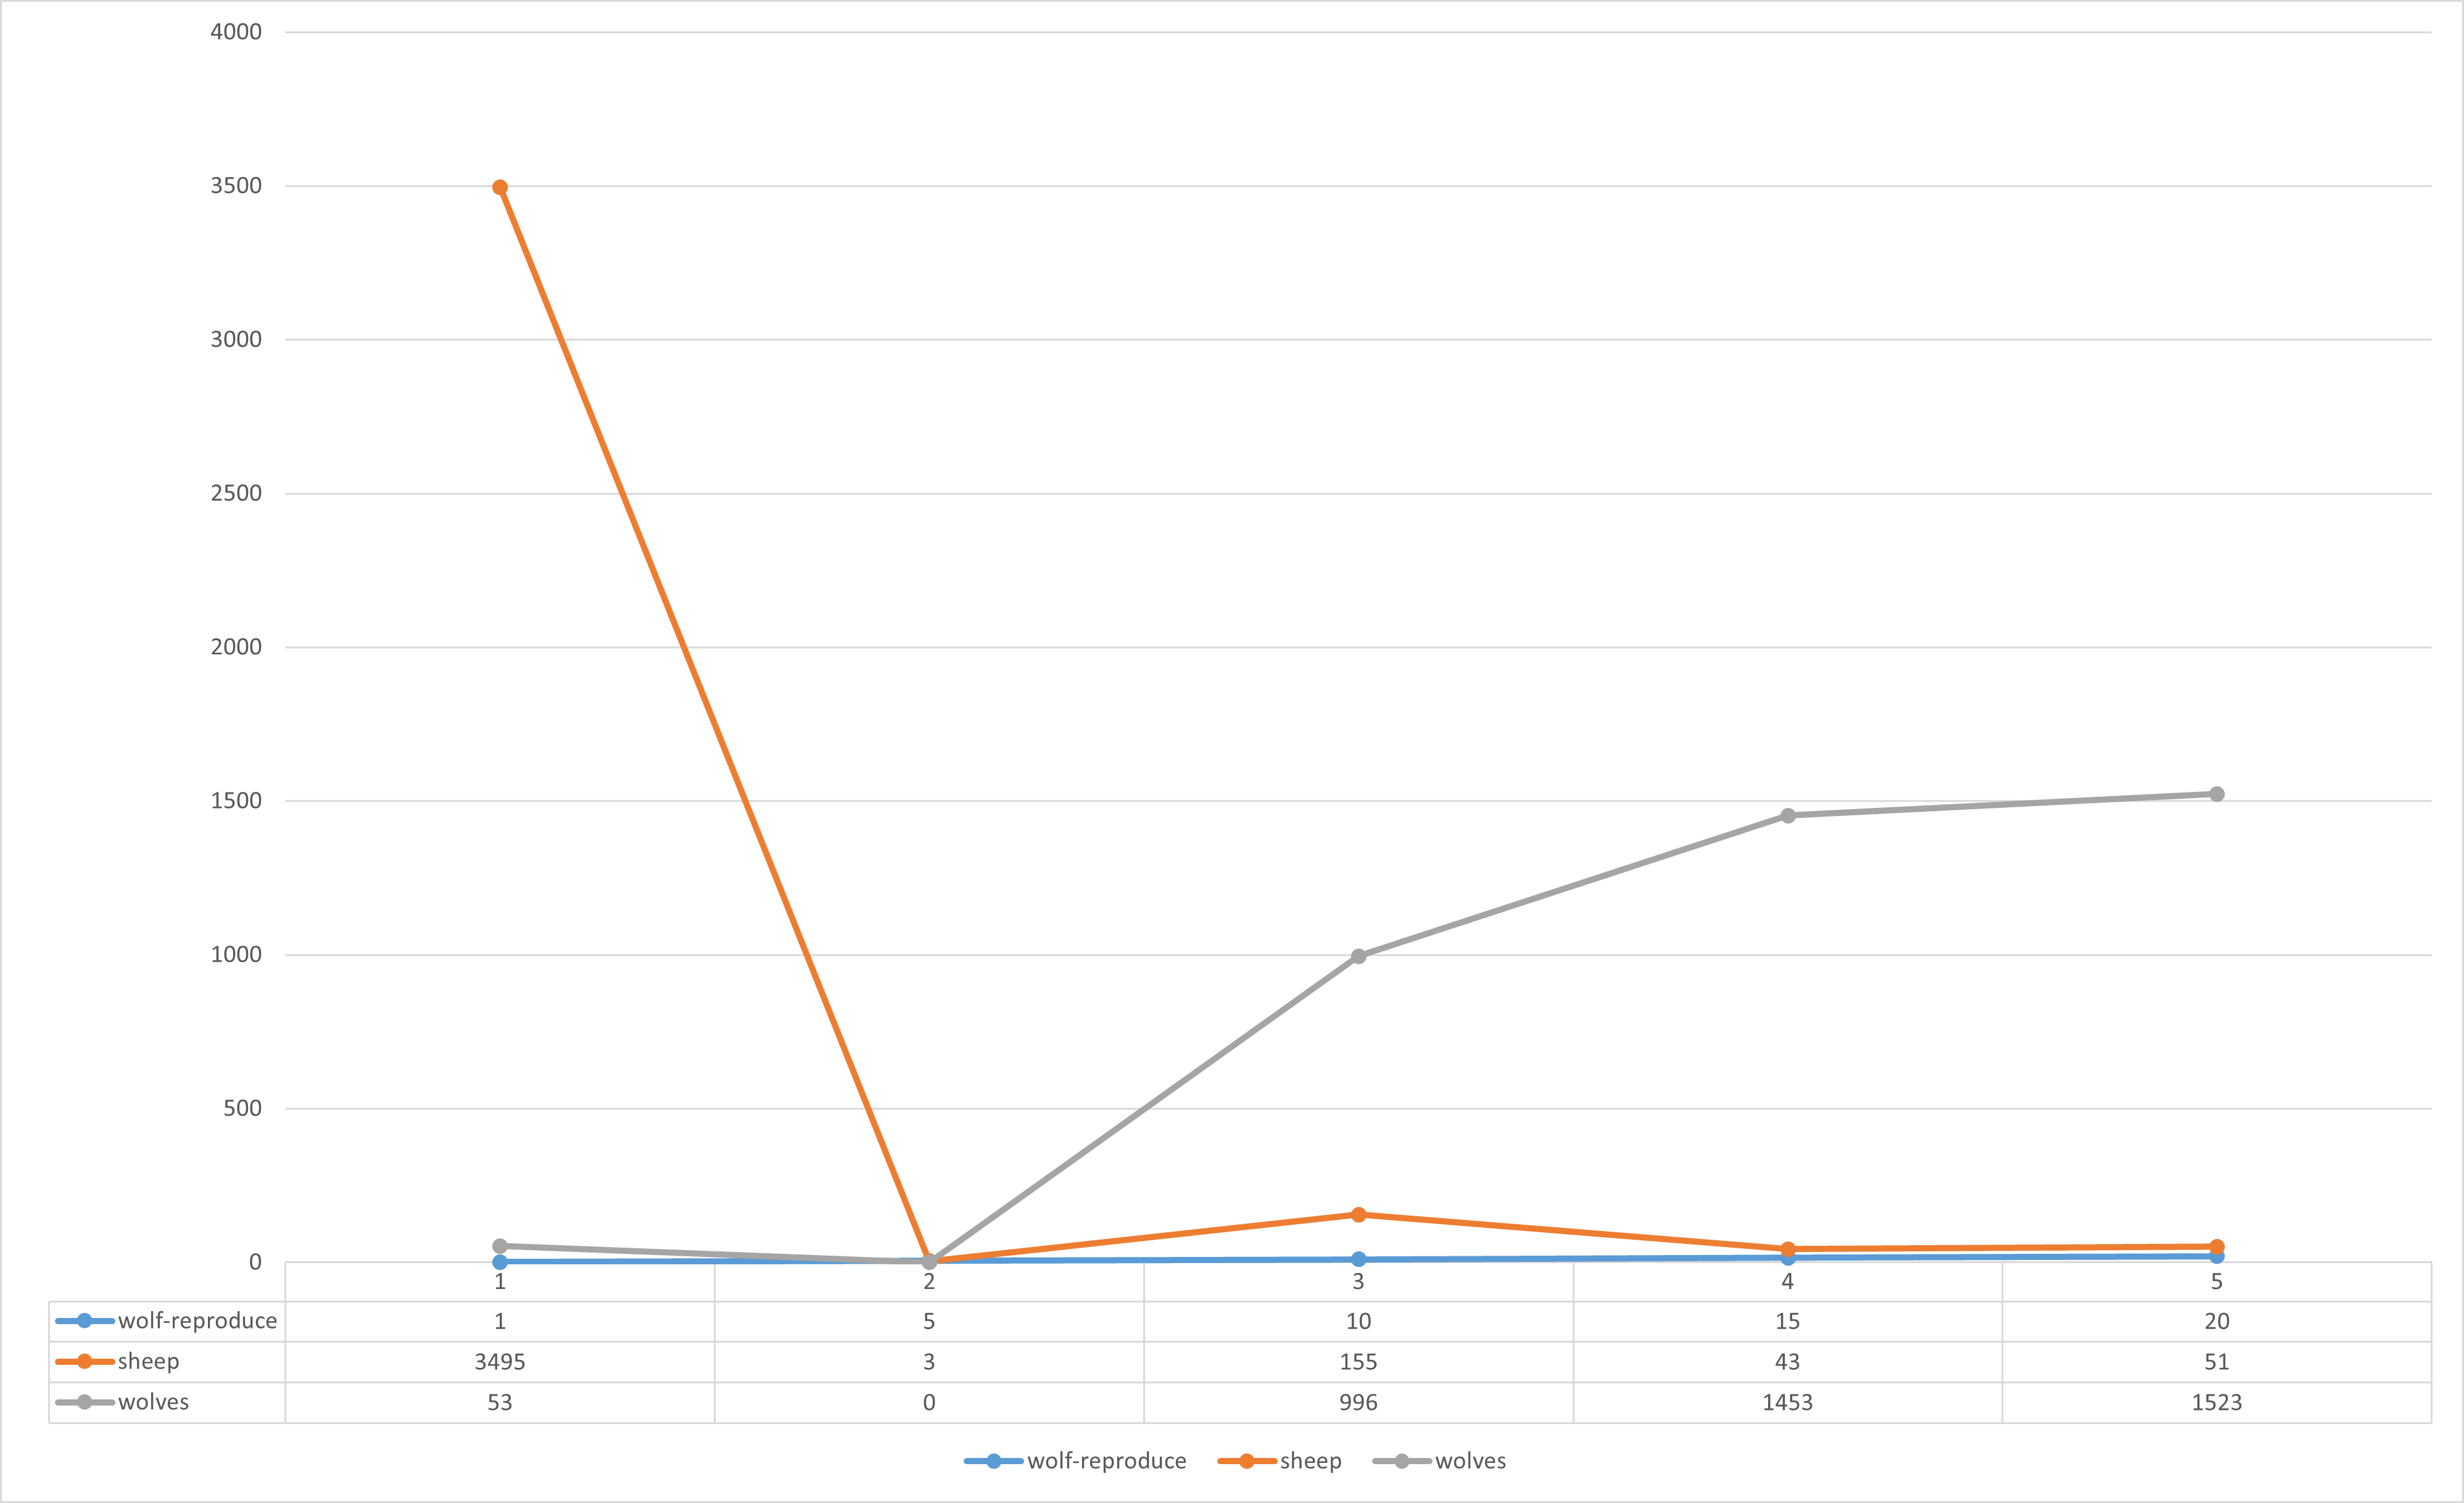 4000
3500
3000
2500
2000
1500
1000
500
0
1 2 3 4 5
wolf-reproduce 1 5 10 15 20
sheep 3495 3 155 43 51
wolves 53 0 996 1453 1523
wolf-reproduce sheep wolves